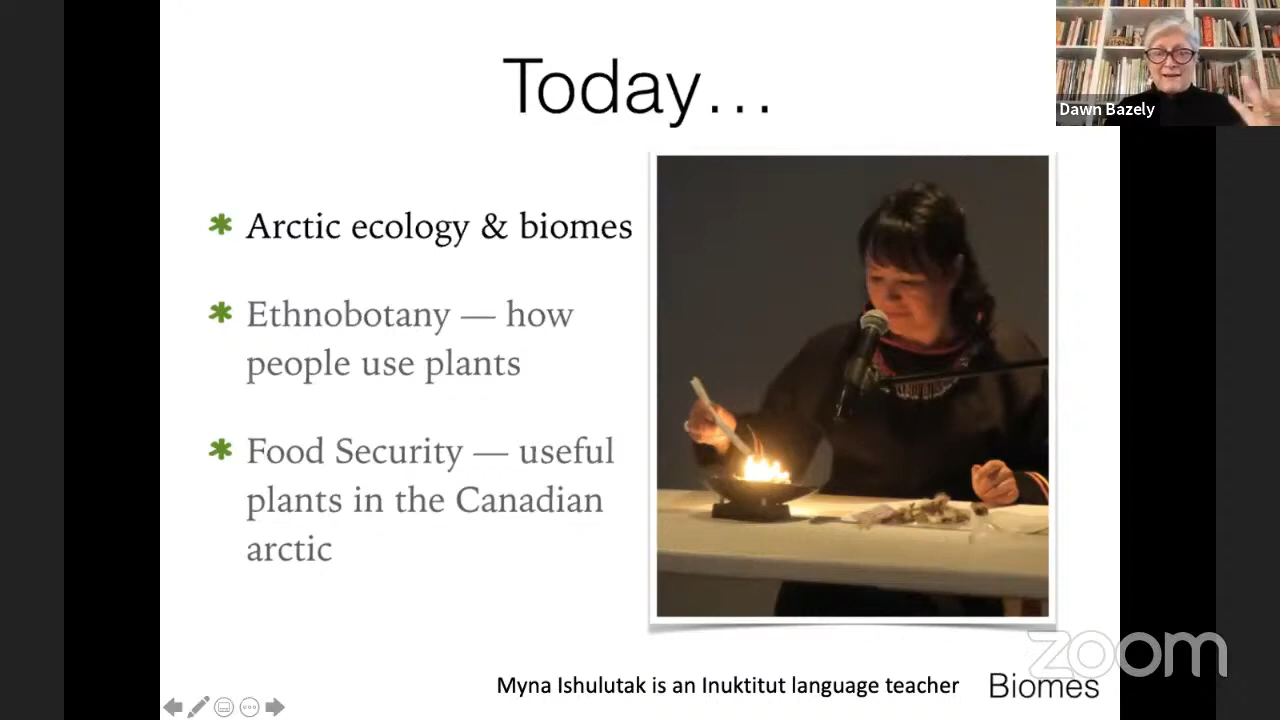 Today...
Dawn Bazely
✱ Arctic ecology & biomes
✱ Ethnobotany — how
people use plants
✱ Food Security — useful
plants in the Canadian
arctic
zoom
Myna Ishulutak is an Inuktitut language teacher
Biomes